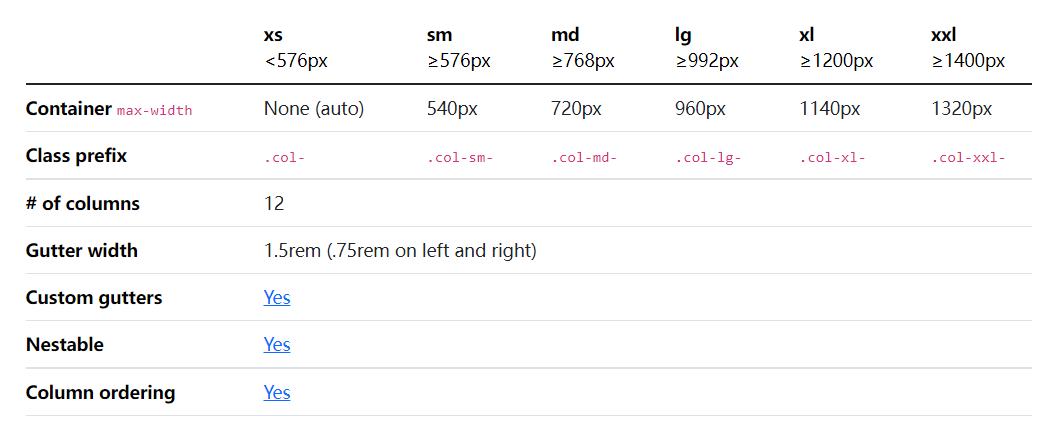 xs sm md lg xl xxl
<576px ≥576px ≥768px ≥992px ≥1200px ≥1400px
Container max-width None (auto) 540px 720px 960px 1140px 1320px
Class prefix .col- .col-sm- .col-md- .col-lg- .col-xl- .col-xxl-
# of columns 12
Gutter width 1.5rem (.75rem on left and right)
Custom gutters Yes
Nestable Yes
Column ordering Yes